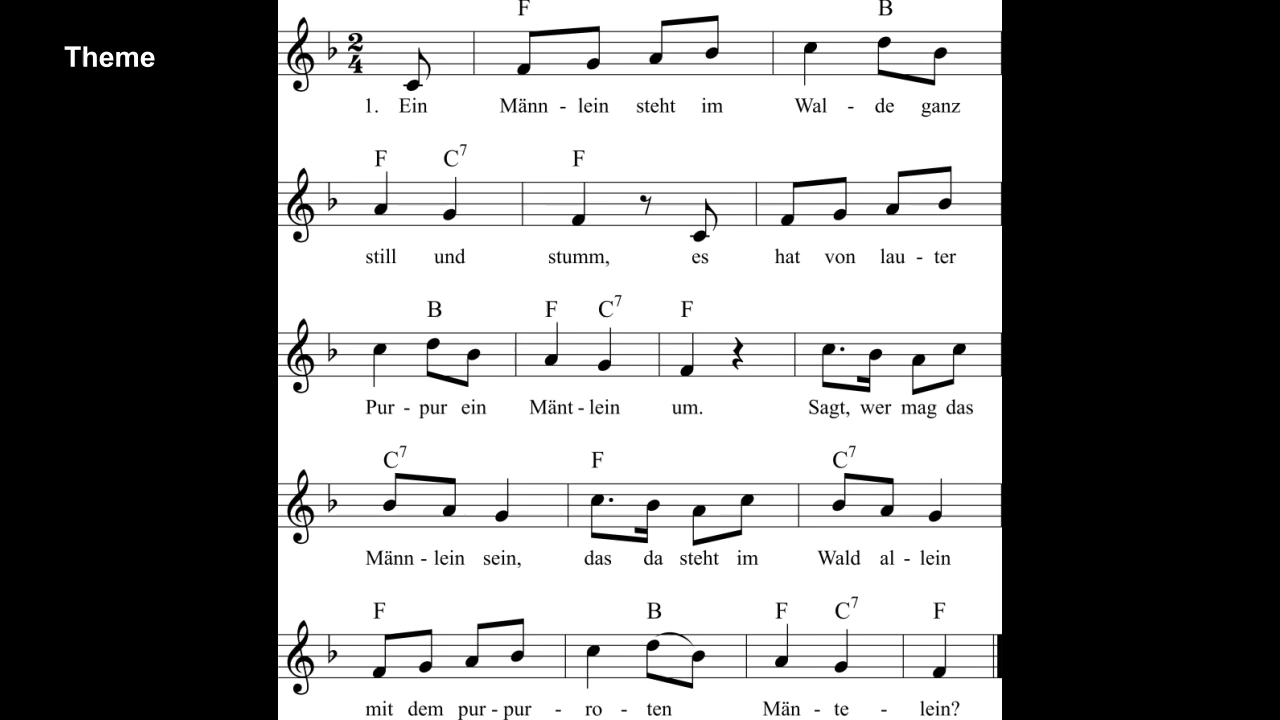 Theme
F B
2
4
1. Ein Männ - lein steht im Wal - de ganz
F C7 F
still und stumm, es hat von lau - ter
B F C7 F
Pur - pur ein Mänt - lein um. Sagt, wer mag das
C7 F C7
Männ - lein sein, das da steht im Wald al - lein
F B F C7 F
mit dem pur - pur - ro - ten Män - te - lein?